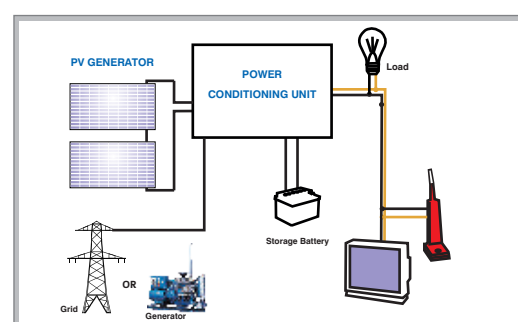 PV GENERATOR
POWER
CONDITIONING UNIT
Load
Storage Battery
OR
Grid
Generator